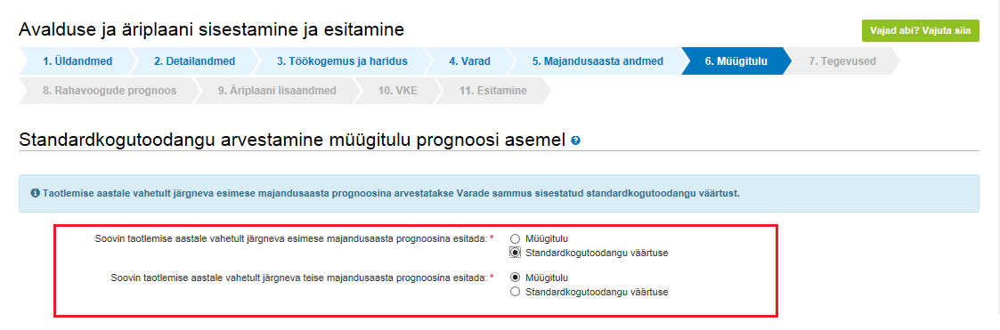 Avalduse ja äriplaani sisestamine ja esitamine
Vajad abi? Vajuta siia
1. Üldandmed 2. Detailandmed 3. Töökogemus ja haridus 4. Varad 5. Majandusaasta andmed 6. Müügitulu 7. Tegevused
8. Rahavoogude prognoos 9. Äriplaani lisaandmed 10. VKE 11. Esitamine
Standardkogutoodangu arvestamine müügitulu prognoosi asemel
Taotlemise aastale vahetult järgneva esimese majandusaasta prognoosina arvestatakse Varade sammus sisestatud standardkogutoodangu väärtust.
Soovin taotlemise aastale vahetult järgneva esimese majandusaasta prognoosina esitada: * Müügitulu
Standardkogutoodangu väärtuse
Soovin taotlemise aastale vahetult järgneva teise majandusaasta prognoosina esitada: * Müügitulu
Standardkogutoodangu väärtuse